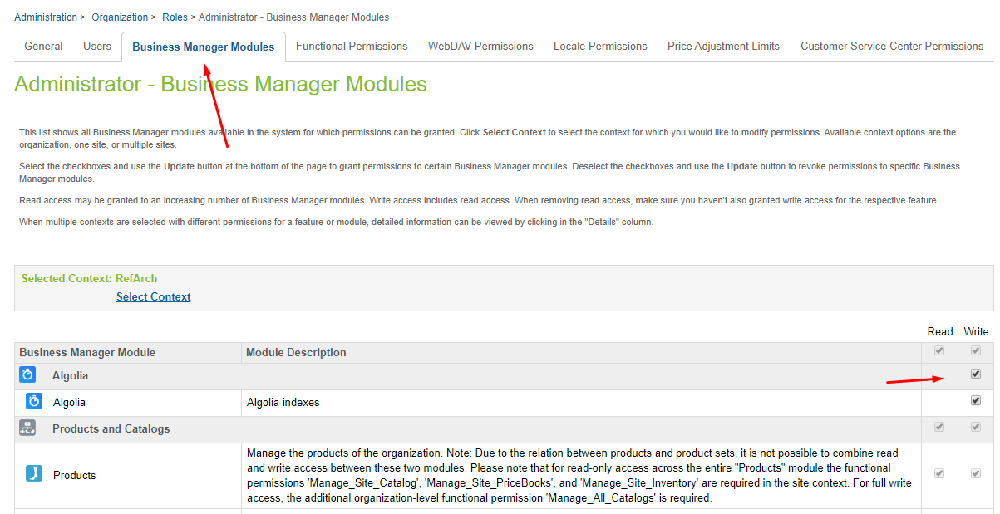 Administration > Organization > Roles > Administrator - Business Manager Modules
General Users Business Manager Modules Functional Permissions WebDAV Permissions Locale Permissions Price Adjustment Limits Customer Service Center Permissions
Administrator - Business Manager Modules
This list shows all Business Manager modules available in the system for which permissions can be granted. Click Select Context to select the context for which you would like to modify permissions. Available context options are the
organization, one site, or multiple sites.
Select the checkboxes and use the Update button at the bottom of the page to grant permissions to certain Business Manager modules. Deselect the checkboxes and use the Update button to revoke permissions to specific Business
Manager modules.
Read access may be granted to an increasing number of Business Manager modules. Write access includes read access. When removing read access, make sure you haven't also granted write access for the respective feature.
When multiple contexts are selected with different permissions for a feature or module, detailed information can be viewed by clicking in the "Details" column.
Selected Context: RefArch
Select Context
Read Write
Business Manager Module Module Description
Algolia
Algolia Algolia indexes
Products and Catalogs
Manage the products of the organization. Note: Due to the relation between products and product sets, it is not possible to combine read
and write access between these two modules. Please note that for read-only access across the entire "Products" module the functional
Products permissions 'Manage_Site_Catalog', 'Manage_Site_PriceBooks', and 'Manage_Site_Inventory' are required in the site context. For full write
access, the additional organization-level functional permission 'Manage_All_Catalogs' is required.